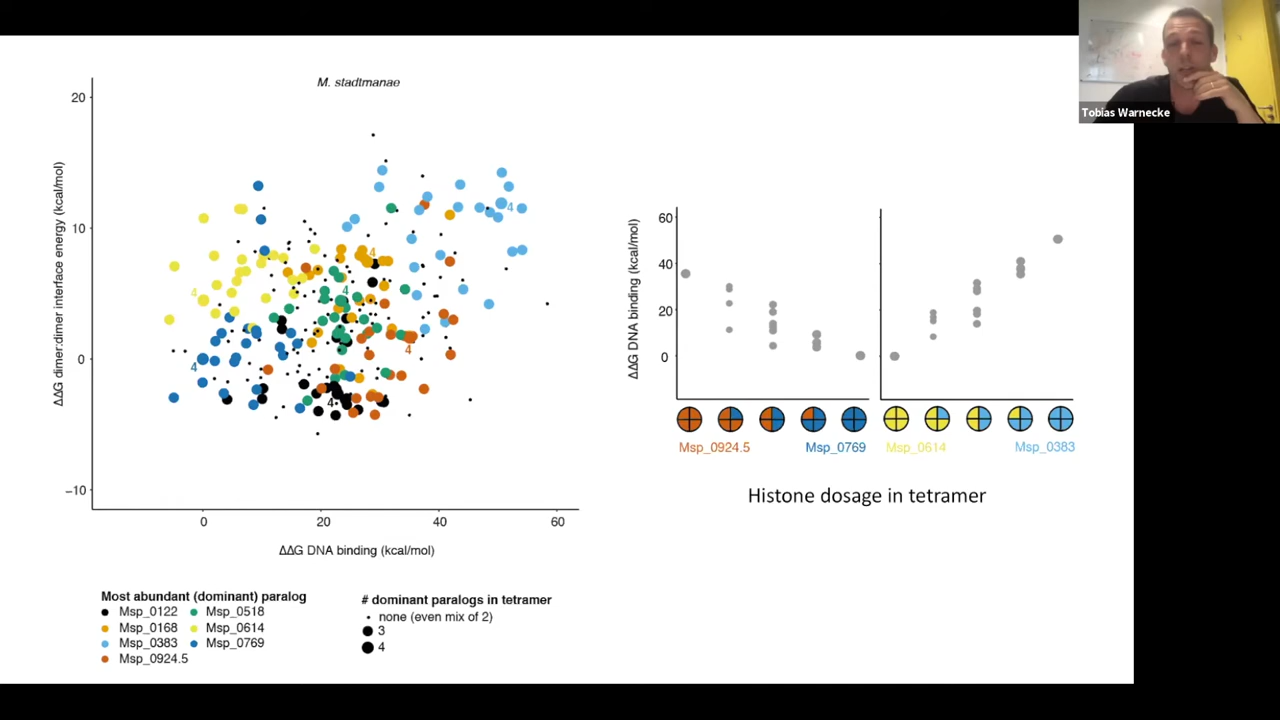 Tobias Warnecke
M. stadtmanae
20
10
0
−10
ΔΔG dimer:dimer interface energy (kcal/mol)
4
4
4
4
4
4
4
0
20
40
60
ΔΔG DNA binding (kcal/mol)
Most abundant (dominant) paralog
Msp_0122
Msp_0518
Msp_0168
Msp_0614
Msp_0383
Msp_0769
Msp_0924.5
# dominant paralogs in tetramer
none (even mix of 2)
3
4
60
40
20
0
ΔΔG DNA binding (kcal/mol)
Msp_0924.5
Msp_0769
Msp_0614
Msp_0383
Histone dosage in tetramer